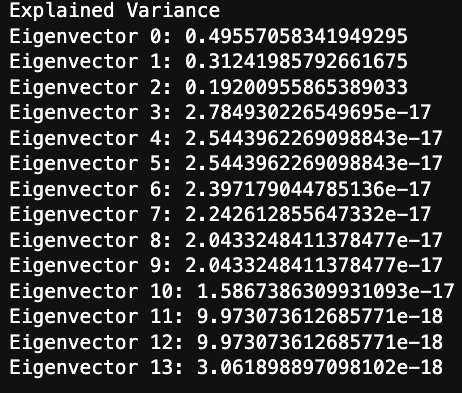 Explained Variance
Eigenvector 0: 0.49557058341949295
Eigenvector 1: 0.31241985792661675
Eigenvector 2: 0.19200955865389033
Eigenvector 3: 2.784930226549695e-17
Eigenvector 4: 2.5443962269098843e-17
Eigenvector 5: 2.5443962269098843e-17
Eigenvector 6: 2.397179044785136e-17
Eigenvector 7: 2.242612855647332e-17
Eigenvector 8: 2.0433248411378477e-17
Eigenvector 9: 2.0433248411378477e-17
Eigenvector 10: 1.5867386309931093e-17
Eigenvector 11: 9.973073612685771e-18
Eigenvector 12: 9.973073612685771e-18
Eigenvector 13: 3.061898897098102e-18